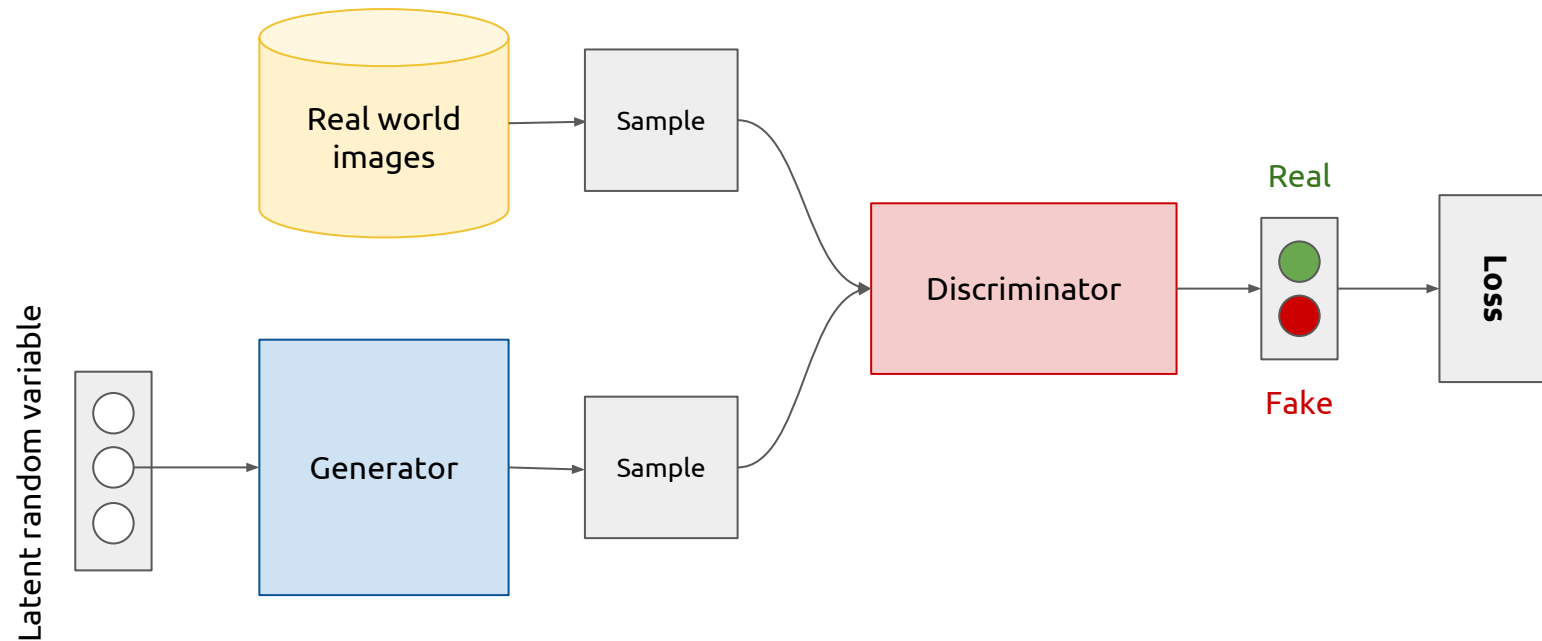 Real world
images
Sample
Real
Discriminator
Loss
Fake
Latent random variable
Generator
Sample